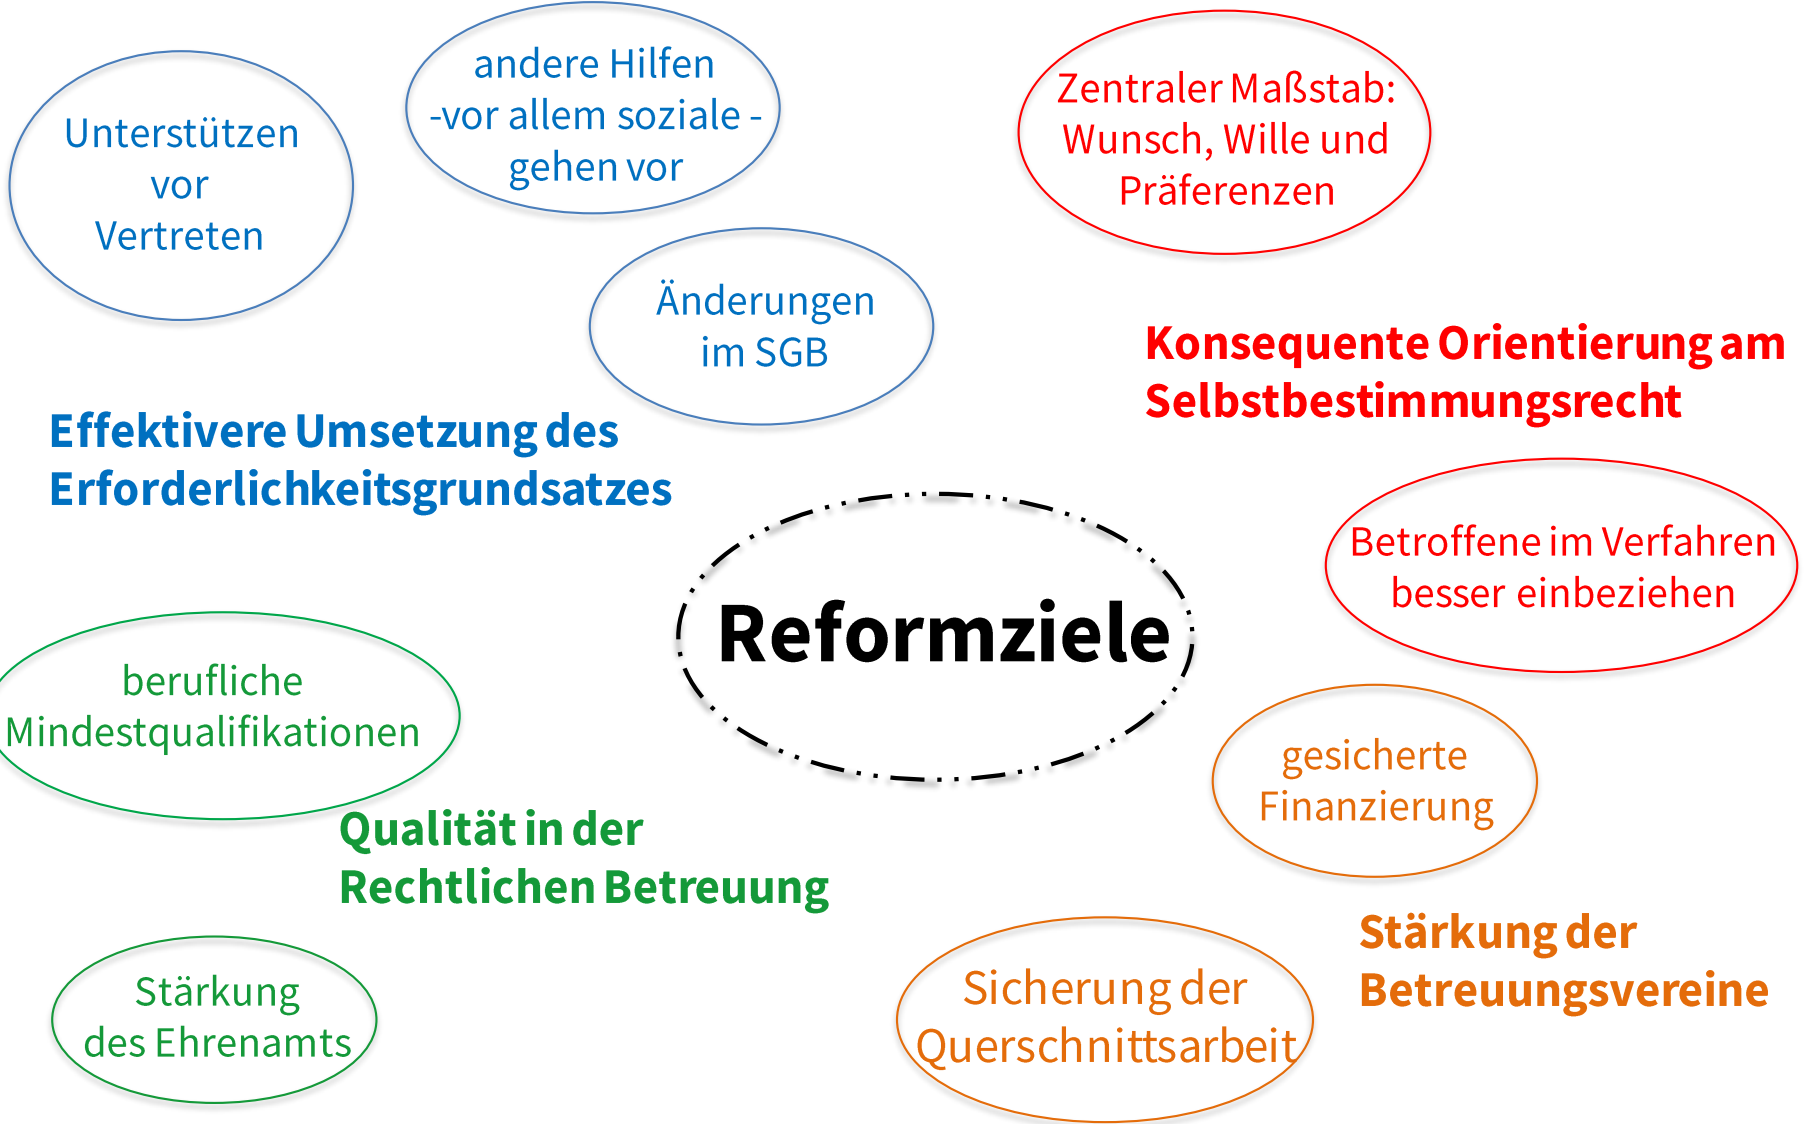 andere Hilfen
-vor allem soziale -
gehen vor
Unterstützen
vor
Vertreten
Änderungen
im SGB
Effektivere Umsetzung des
Erforderlichkeitsgrundsatzes
Zentraler Maßstab:
Wunsch, Wille und
Präferenzen
Konsequente Orientierung am
Selbstbestimmungsrecht
Betroffene im Verfahren
besser einbeziehen
Reformziele
berufliche
Mindestqualifikationen
Qualität in der
Rechtlichen Betreuung
Stärkung
des Ehrenamts
gesicherte
Finanzierung
Stärkung der
Betreuungsvereine
Sicherung der
Querschnittsarbeit